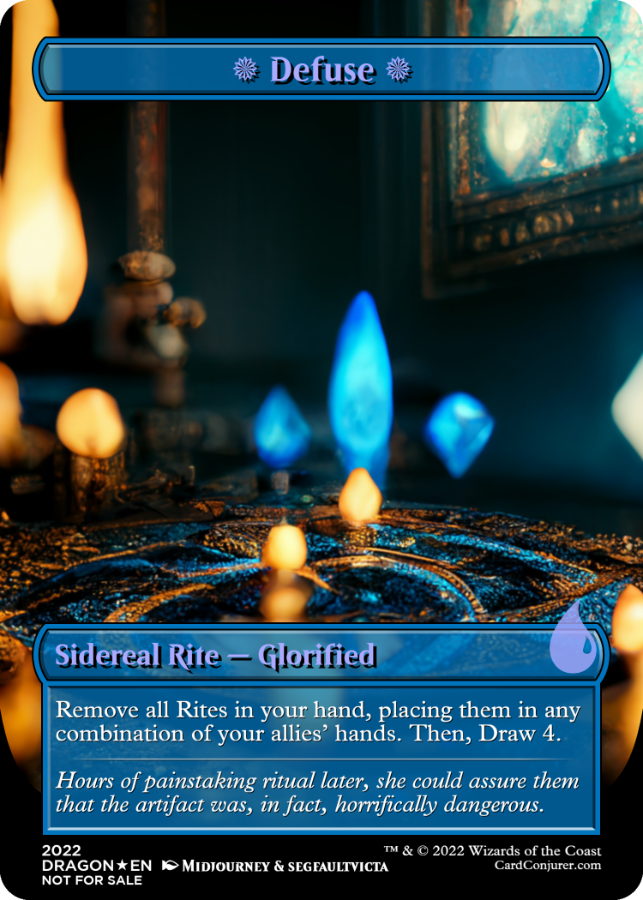 Defuse
Sidereal Rite — Glorified
Remove all Rites in your hand, placing them in any
combination of your allies' hands. Then, Draw 4.
Hours of painstaking ritual later, she could assure them
that the artifact was, in fact, horrifically dangerous.
2022
DRAGON★EN MIDJOURNEY & SEGFAULTVICTA
NOT FOR SALE
™ & © 2022 Wizards of the Coast
CardConjurer.com